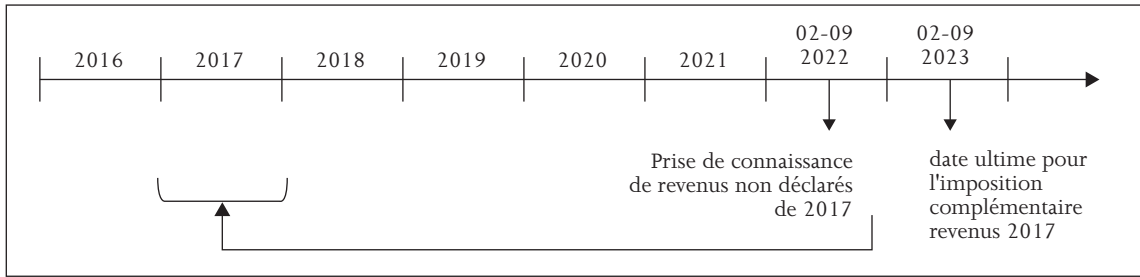 02-09
02-09
2016 2017 2018 2019 2020 2021 2022 2023
Prise de connaissance
de revenus non déclarés
de 2017
date ultime pour
l'imposition
complémentaire
revenus 2017